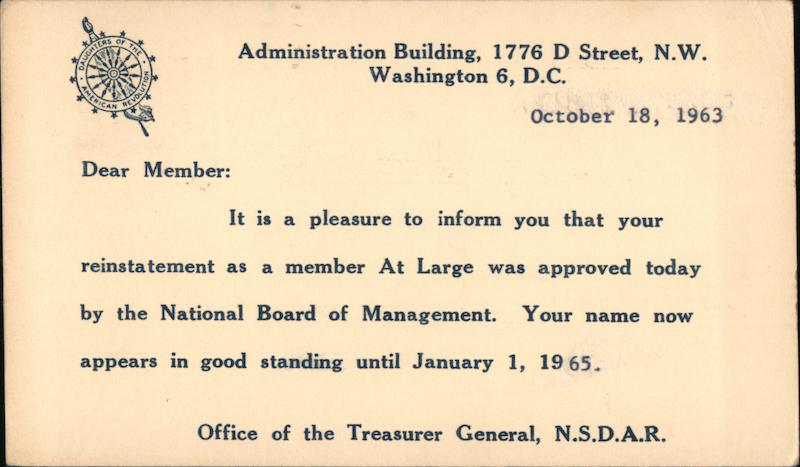 DAUGHTERS OF THE
AMERICAN REVOLUTION
Administration Building, 1776 D Street, N.W.
Washington 6, D.C.
October 18, 1963
Dear Member:
It is a pleasure to inform you that your
reinstatement as a member At Large was approved today
by the National Board of Management. Your name now
appears in good standing until January 1, 1965.
Office of the Treasurer General, N.S.D.A.R.